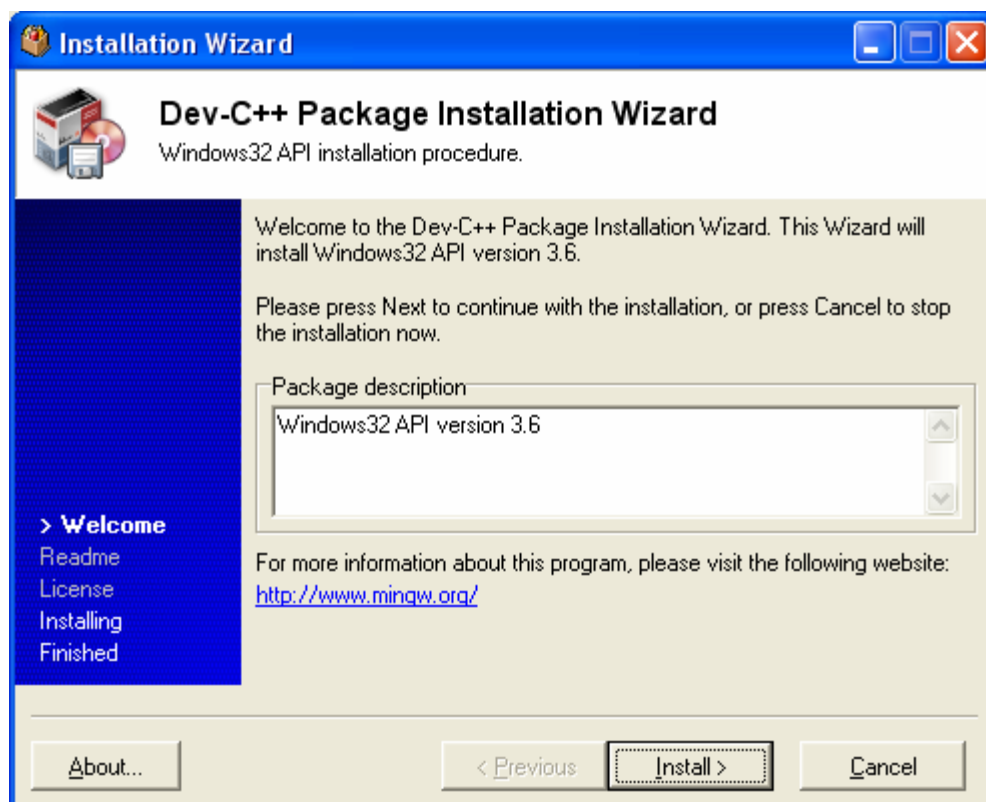 Installation Wizard
Dev-C++ Package Installation Wizard
Windows32 API installation procedure.
Welcome to the Dev-C++ Package Installation Wizard. This Wizard will
install Windows32 API version 3.6.
Please press Next to continue with the installation, or press Cancel to stop
the installation now.
Package description
Windows32 API version 3.6
> Welcome
Readme
License
Installing
Finished
For more information about this program, please visit the following website:
http://www.mingw.org/
About...
< Previous
Install >
Cancel